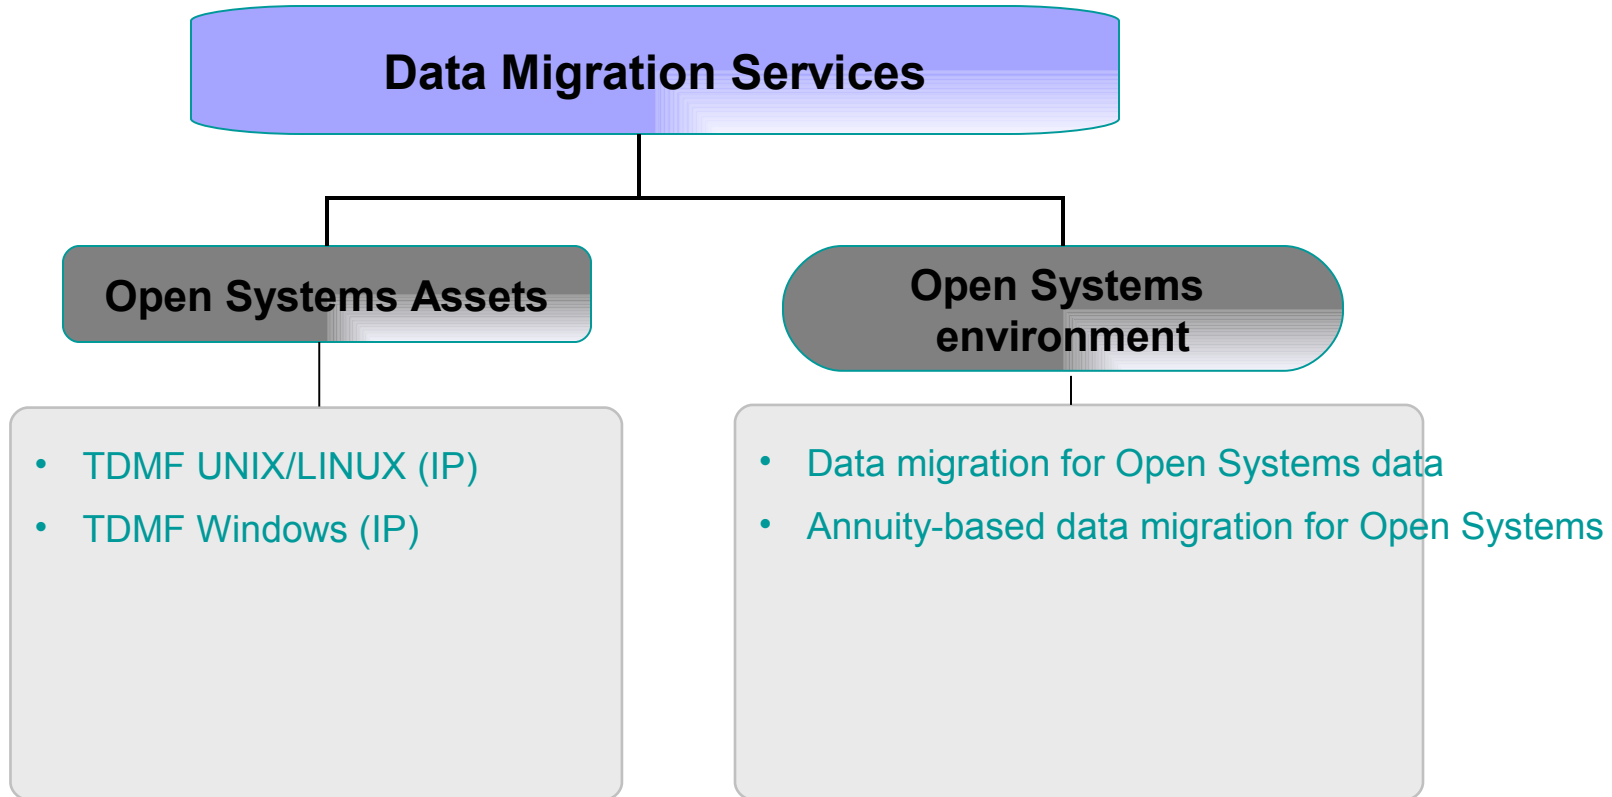 Data Migration Services
Open Systems Assets
Open Systems
environment
• TDMF UNIX/LINUX (IP)
• TDMF Windows (IP)
• Data migration for Open Systems data
• Annuity-based data migration for Open Systems